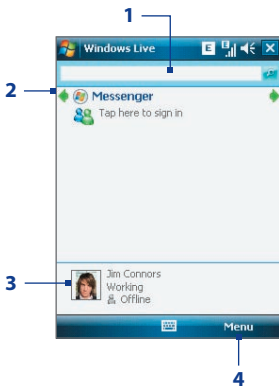 1
Windows Live
E
E
2
Messenger
Tap here to sign in
3
Jim Connors
Working
Offline
Menu
4